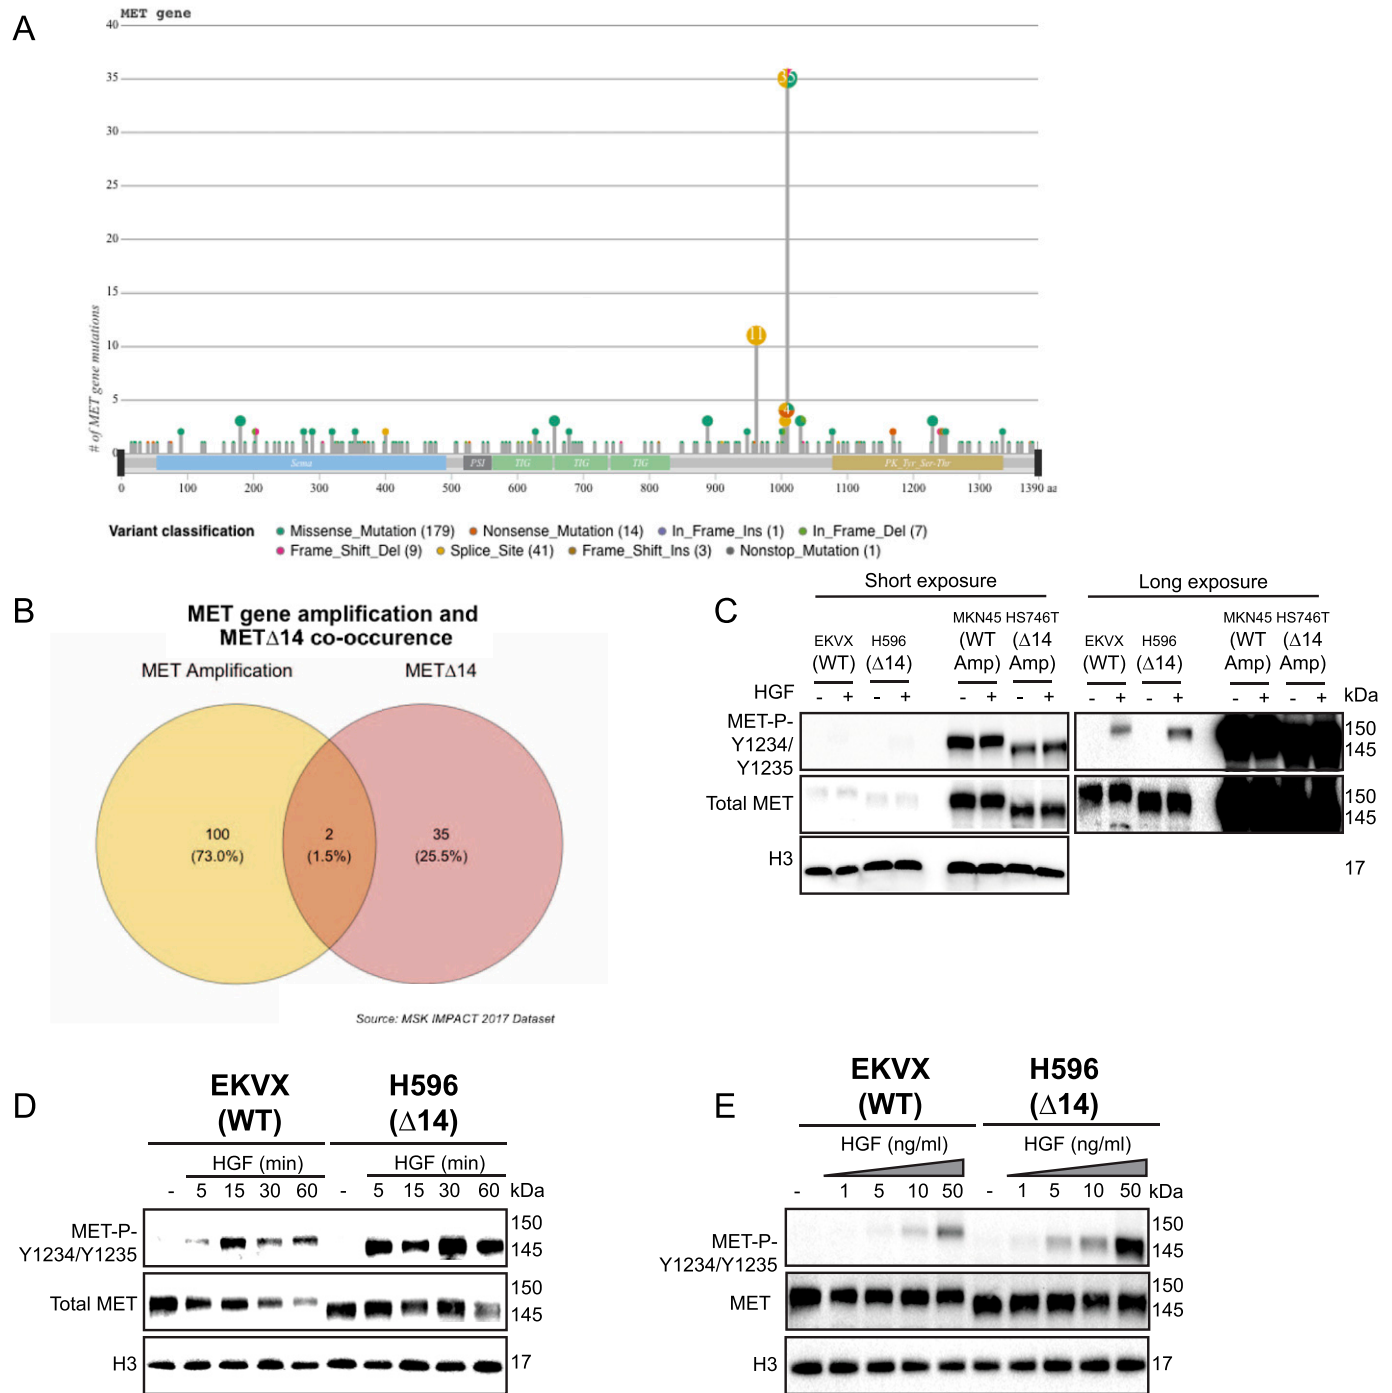 A
MET gene
# of MET gene mutations
40
35
30
25
20
15
10
5
0
35
11
4
Sema
PSI
TIG
TIG
TIG
PK_Tyr_Ser-Thr
0 100 200 300 400 500 600 700 800 900 1000 1100 1200 1300 1390 aa
Variant classification
Missense_Mutation (179) Nonsense_Mutation (14) In_Frame_Ins (1) In_Frame_Del (7)
Frame_Shift_Del (9) Splice_Site (41) Frame_Shift_Ins (3) Nonstop_Mutation (1)
B
MET gene amplification and
METΔ14 co-occurence
MET Amplification METΔ14
100 2 35
(73.0%) (1.5%) (25.5%)
Source: MSK IMPACT 2017 Dataset
C
Short exposure Long exposure
EKVX H596 MKN45 HS746T EKVX H596 MKN45 HS746T
(WT) (Δ14) (WT (Δ14 (WT) (Δ14) (WT (Δ14
Amp) Amp) Amp) Amp)
HGF - + - + - + - + - + - + - + - + kDa
MET-P-
Y1234/
Y1235
150
145
Total MET
150
145
H3
17
D
EKVX H596
(WT) (Δ14)
HGF (min) HGF (min)
- 5 15 30 60 - 5 15 30 60 kDa
MET-P-
Y1234/Y1235
150
145
Total MET
150
145
H3
17
E
EKVX H596
(WT) (Δ14)
HGF (ng/ml) HGF (ng/ml)
- 1 5 10 50 - 1 5 10 50 kDa
MET-P-
Y1234/Y1235
150
145
MET
150
145
H3
17